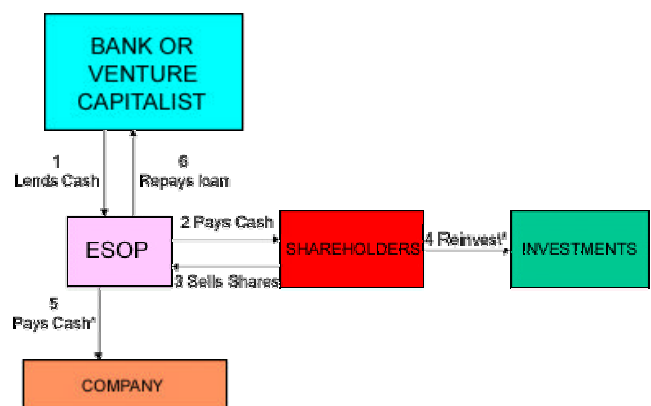 BANK OR
VENTURE
CAPITALIST
1
Lends Cash
6
Repays loan
ESOP
2 Pays Cash
3 Sells Shares
SHAREHOLDERS
4 Reinvest*
INVESTMENTS
5
Pays Cash*
COMPANY